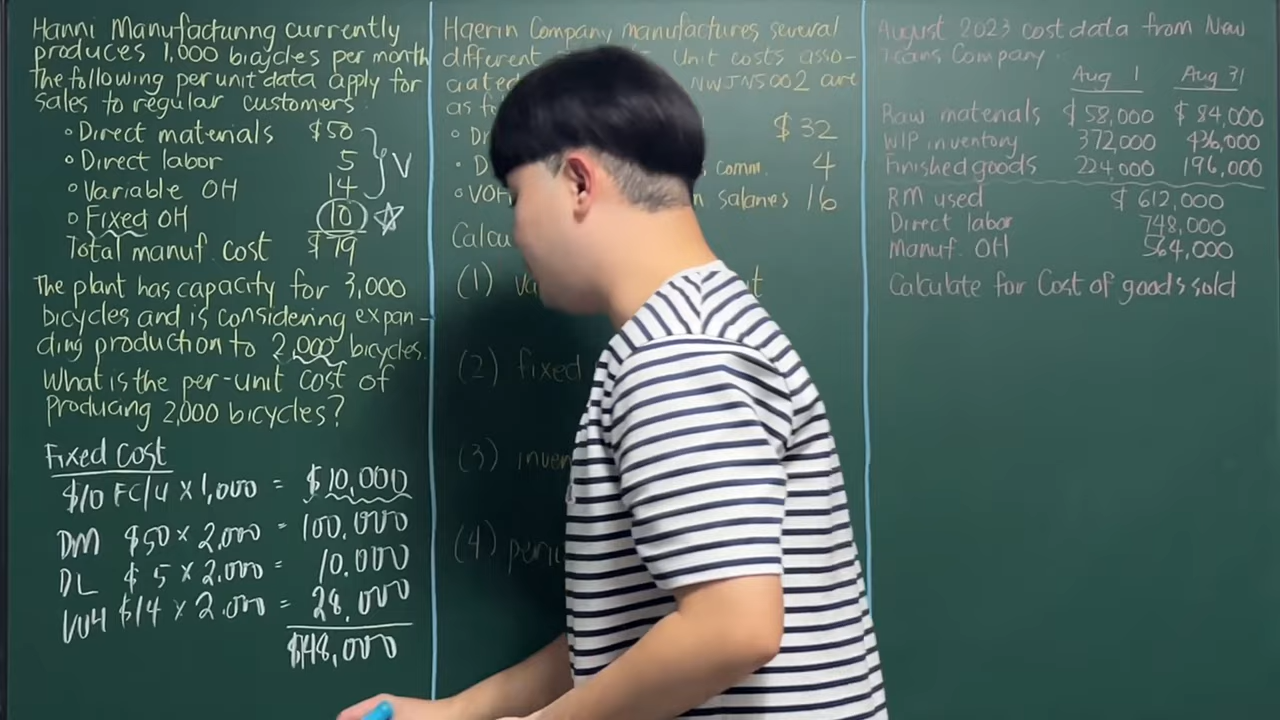 Hanni Manufacturing currently
produces 1,000 bicycles per month
The following per unit data apply for
sales to regular customers:
• Direct materials $50
• Direct labor 5
• Variable OH 14
V
• Fixed OH 10
Total manuf. cost $79
The plant has capacity for 3,000
bicycles and is considering expan-
ding production to 2,000 bicycles.
What is the per-unit cost of
producing 2,000 bicycles?
Fixed Cost
$10 FC/u × 1,000 = $10,000
DM $50 × 2,000 = 100,000
DL $5 × 2,000 = 10,000
VOH $14 × 2,000 = 28,000
$148,000
Haerin Company manufactures several
different Unit costs asso-
ciated NWJNS002 are
as
$32
comm. 4
• VOH salaries 16
(1)
(2) fixed
(3)
(4)
August 2023 cost data from New
Jeans Company:
Aug 1 Aug 31
Raw materials $58,000 $84,000
WIP inventory 372,000 436,000
Finished goods 224,000 196,000
RM used $612,000
Direct labor 748,000
Manuf. OH 564,000
Calculate for Cost of goods sold